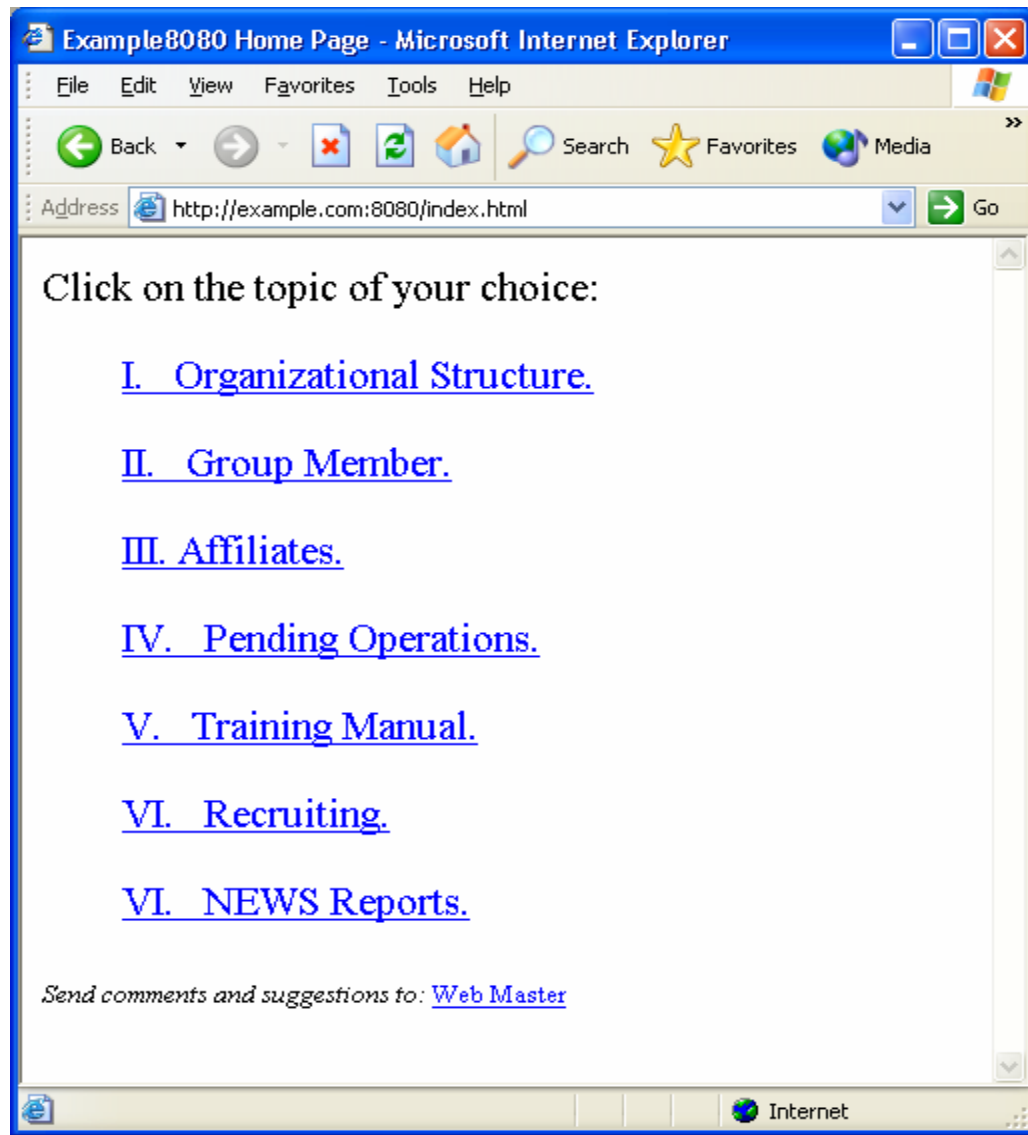 Example8080 Home Page - Microsoft Internet Explorer
File Edit View Favorites Tools Help
Back Search Favorites Media »
Address http://example.com:8080/index.html Go
Click on the topic of your choice:
I. Organizational Structure.
II. Group Member.
III. Affiliates.
IV. Pending Operations.
V. Training Manual.
VI. Recruiting.
VI. NEWS Reports.
Send comments and suggestions to: Web Master
Internet